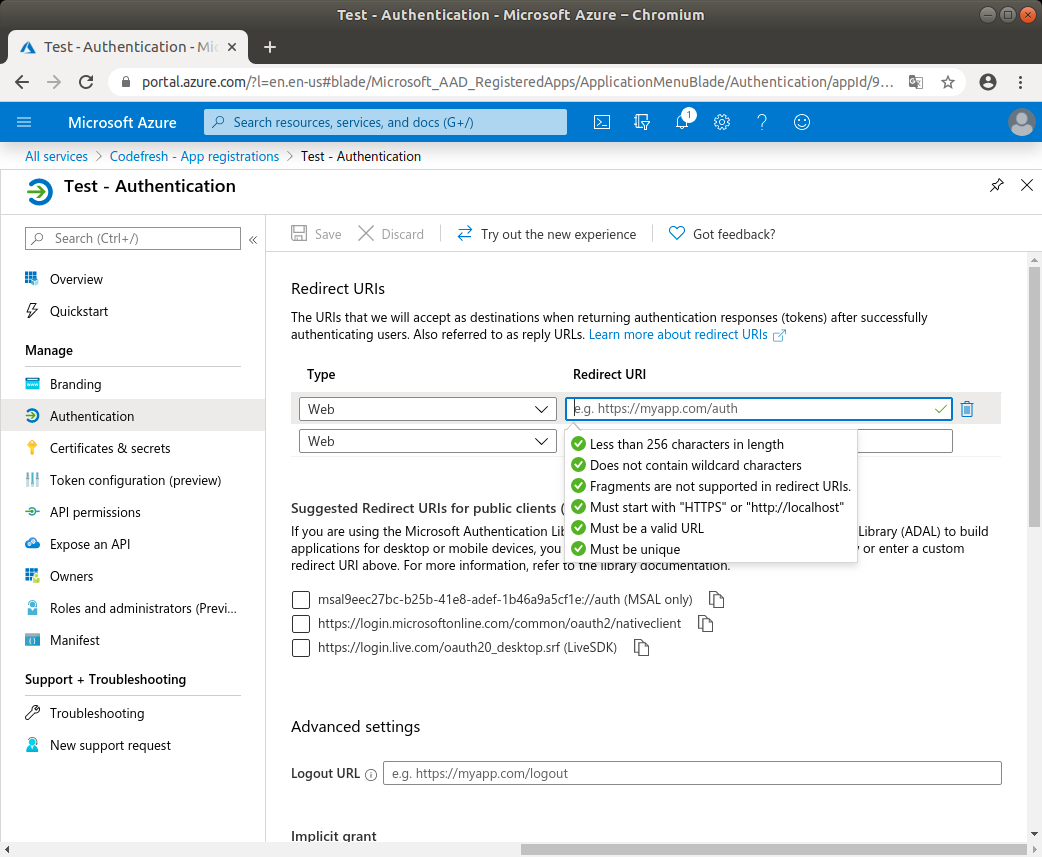 Test - Authentication - Microsoft Azure – Chromium
Test - Authentication - Mi
portal.azure.com/?l=en.en-us#blade/Microsoft_AAD_RegisteredApps/ApplicationMenuBlade/Authentication/appId/9…
Microsoft Azure
Search resources, services, and docs (G+/)
1
All services > Codefresh - App registrations > Test - Authentication
Test - Authentication
Search (Ctrl+/)
«
Overview
Quickstart
Manage
Branding
Authentication
Certificates & secrets
Token configuration (preview)
API permissions
Expose an API
Owners
Roles and administrators (Previ...
Manifest
Support + Troubleshooting
Troubleshooting
New support request
Save
Discard
Try out the new experience
Got feedback?
Redirect URIs
The URIs that we will accept as destinations when returning authentication responses (tokens) after successfully
authenticating users. Also referred to as reply URLs. Learn more about redirect URIs
Type
Redirect URI
Web
e.g. https://myapp.com/auth
Web
Less than 256 characters in length
Does not contain wildcard characters
Fragments are not supported in redirect URIs.
Must start with "HTTPS" or "http://localhost"
Must be a valid URL
Must be unique
Suggested Redirect URIs for public clients (
If you are using the Microsoft Authentication Lib Library (ADAL) to build
applications for desktop or mobile devices, you or enter a custom
redirect URI above. For more information, refer to the library documentation.
msal9eec27bc-b25b-41e8-adef-1b46a9a5cf1e://auth (MSAL only)
https://login.microsoftonline.com/common/oauth2/nativeclient
https://login.live.com/oauth20_desktop.srf (LiveSDK)
Advanced settings
Logout URL
e.g. https://myapp.com/logout
Implicit grant